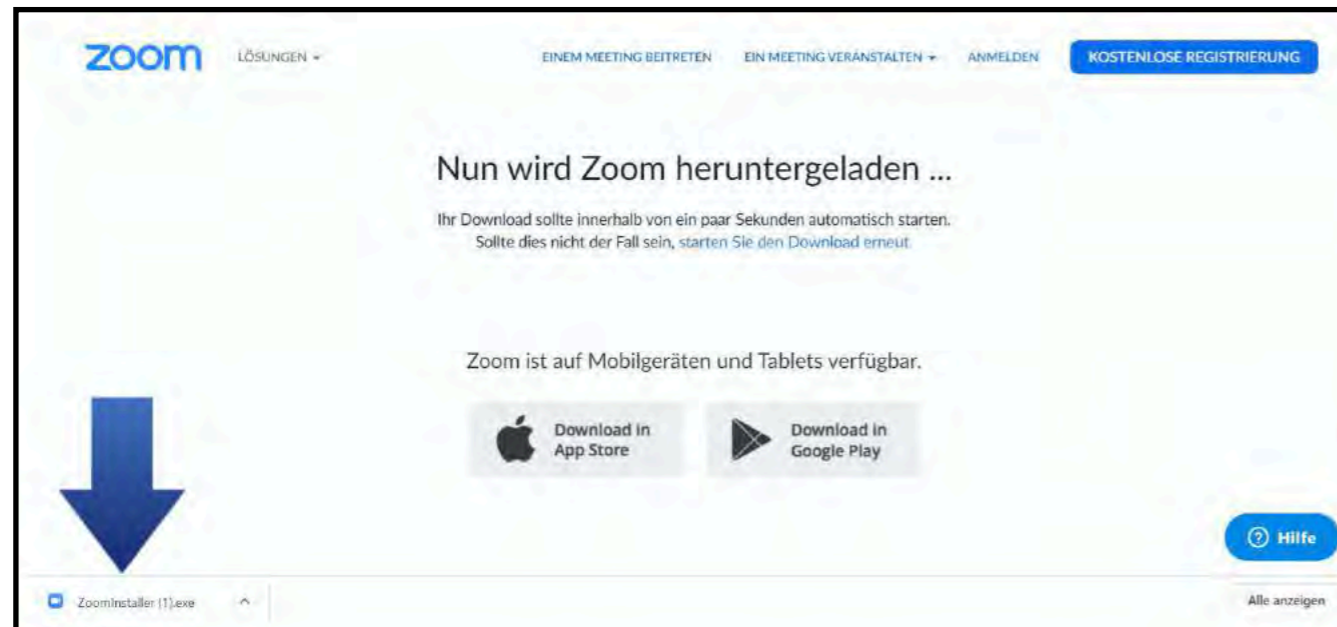 zoom
LÖSUNGEN
EINEM MEETING BEITRETEN
EIN MEETING VERANSTALTEN
ANMELDEN
KOSTENLOSE REGISTRIERUNG
Nun wird Zoom heruntergeladen ...
Ihr Download sollte innerhalb von ein paar Sekunden automatisch starten.
Sollte dies nicht der Fall sein, starten Sie den Download erneut.
Zoom ist auf Mobilgeräten und Tablets verfügbar.
Download in
App Store
Download in
Google Play
? Hilfe
ZoomInstaller (1).exe
Alle anzeigen